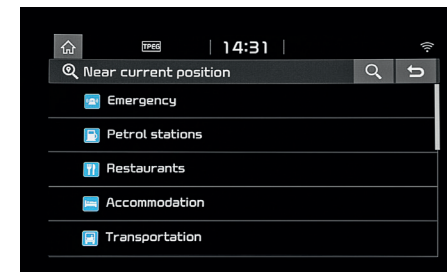 TPEG
14:31
Near current position
Emergency
Petrol stations
Restaurants
Accommodation
Transportation